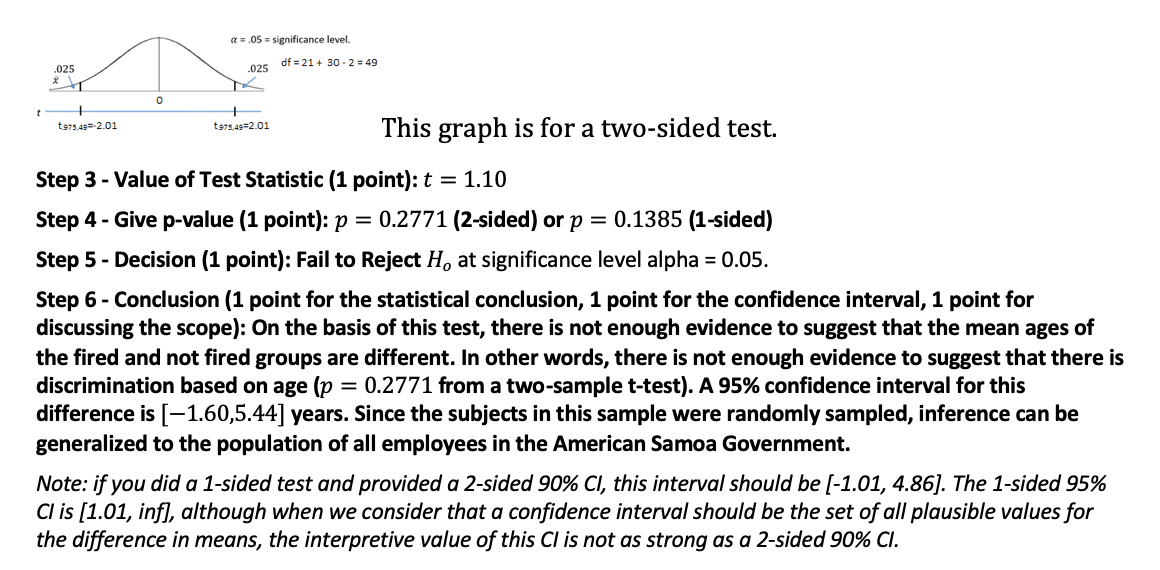 α = .05 = significance level.
.025
.025
df = 21 + 30 - 2 = 49
x̄
0
t
t.975,49=-2.01
t.975,49=2.01
This graph is for a two-sided test.
Step 3 - Value of Test Statistic (1 point): t = 1.10
Step 4 - Give p-value (1 point): p = 0.2771 (2-sided) or p = 0.1385 (1-sided)
Step 5 - Decision (1 point): Fail to Reject Hₒ at significance level alpha = 0.05.
Step 6 - Conclusion (1 point for the statistical conclusion, 1 point for the confidence interval, 1 point for
discussing the scope): On the basis of this test, there is not enough evidence to suggest that the mean ages of
the fired and not fired groups are different. In other words, there is not enough evidence to suggest that there is
discrimination based on age (p = 0.2771 from a two-sample t-test). A 95% confidence interval for this
difference is [−1.60,5.44] years. Since the subjects in this sample were randomly sampled, inference can be
generalized to the population of all employees in the American Samoa Government.
Note: if you did a 1-sided test and provided a 2-sided 90% CI, this interval should be [-1.01, 4.86]. The 1-sided 95%
CI is [1.01, inf], although when we consider that a confidence interval should be the set of all plausible values for
the difference in means, the interpretive value of this CI is not as strong as a 2-sided 90% CI.